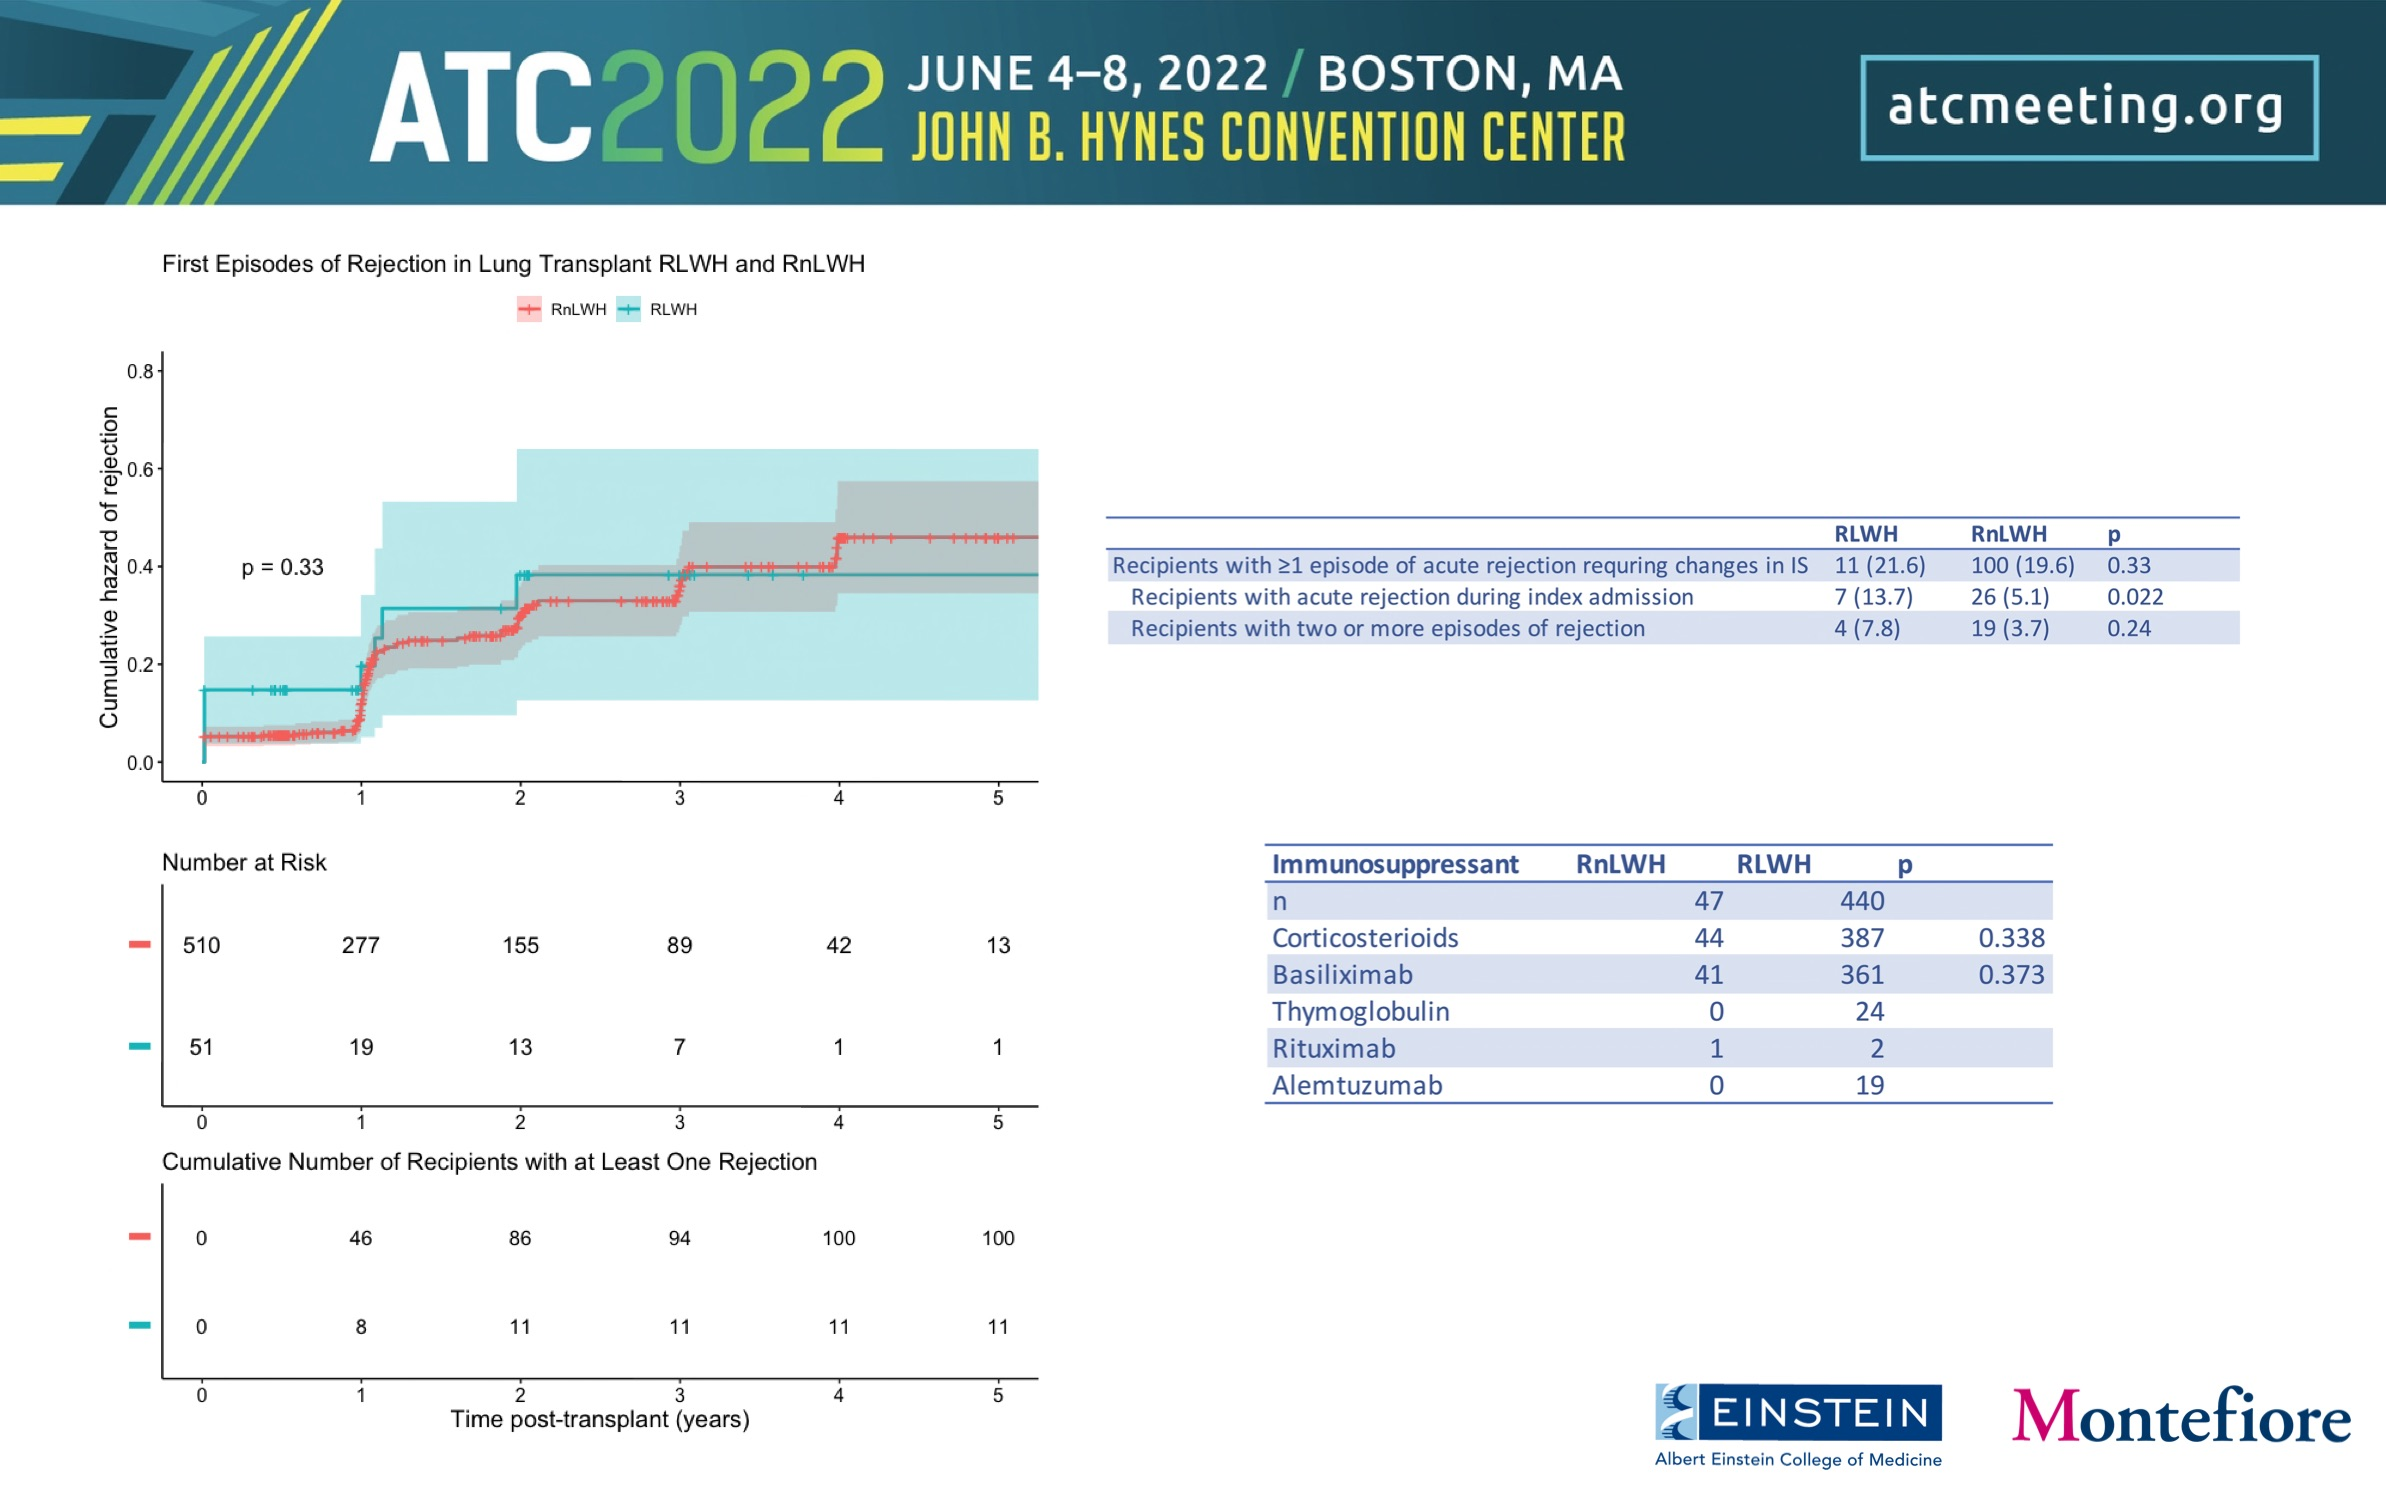 ATC2022
JUNE 4–8, 2022 / BOSTON, MA
JOHN B. HYNES CONVENTION CENTER
atcmeeting.org
First Episodes of Rejection in Lung Transplant RLWH and RnLWH
RnLWH RLWH
Cumulative hazard of rejection
0.8
0.6
0.4
0.2
0.0
p = 0.33
0 1 2 3 4 5
Number at Risk
510 277 155 89 42 13
51 19 13 7 1 1
0 1 2 3 4 5
Cumulative Number of Recipients with at Least One Rejection
0 46 86 94 100 100
0 8 11 11 11 11
0 1 2 3 4 5
Time post-transplant (years)
RLWH RnLWH p
Recipients with ≥1 episode of acute rejection requring changes in IS 11 (21.6) 100 (19.6) 0.33
Recipients with acute rejection during index admission 7 (13.7) 26 (5.1) 0.022
Recipients with two or more episodes of rejection 4 (7.8) 19 (3.7) 0.24
Immunosuppressant RnLWH RLWH p
n 47 440
Corticosterioids 44 387 0.338
Basiliximab 41 361 0.373
Thymoglobulin 0 24
Rituximab 1 2
Alemtuzumab 0 19
EINSTEIN
Albert Einstein College of Medicine
Montefiore